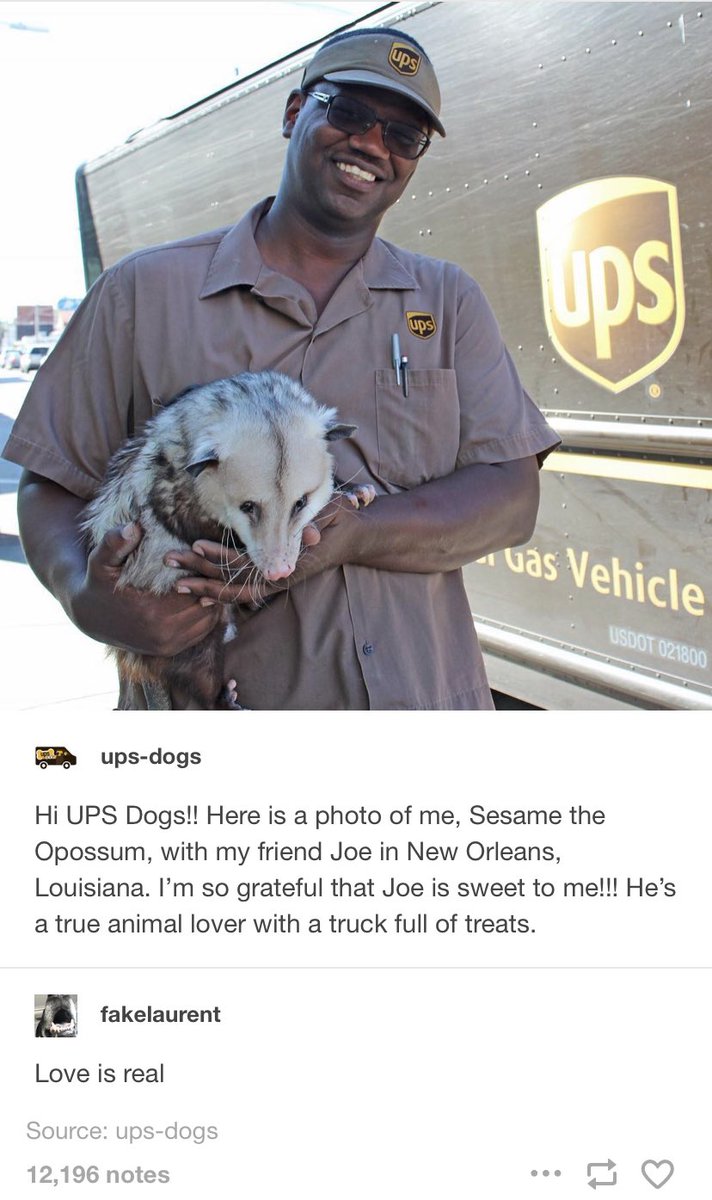 ups
ups
ups
Gas Vehicle
USDOT 021800
ups-dogs
Hi UPS Dogs!! Here is a photo of me, Sesame the
Opossum, with my friend Joe in New Orleans,
Louisiana. I’m so grateful that Joe is sweet to me!!! He’s
a true animal lover with a truck full of treats.
fakelaurent
Love is real
Source: ups-dogs
12,196 notes